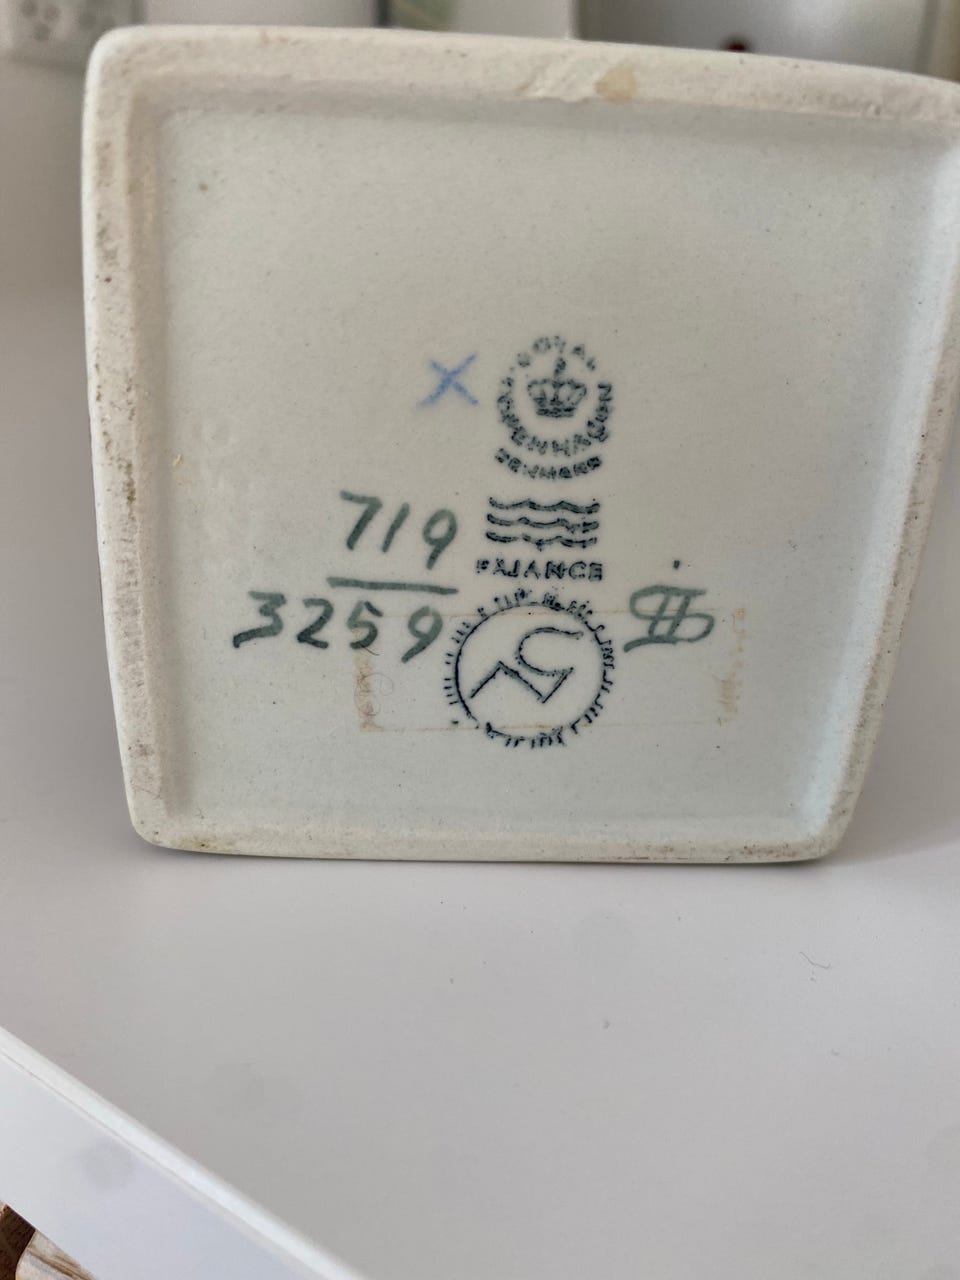 X
ROYAL
COPENHAGEN
DENMARK
FAJANCE
719
3259